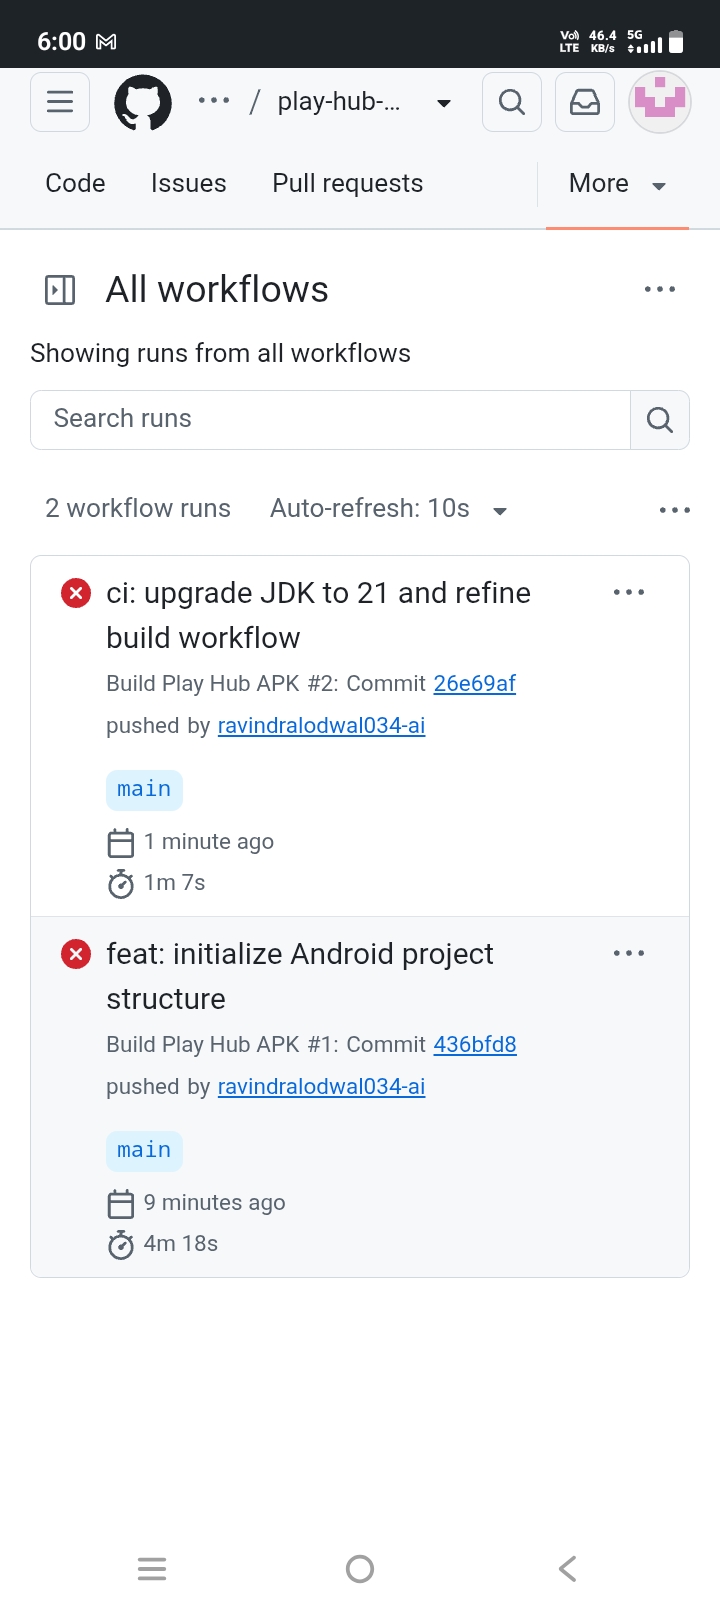 6:00
Vo) LTE 46.4 KB/s 5G
... / play-hub-...
Code Issues Pull requests More
All workflows
Showing runs from all workflows
Search runs
2 workflow runs Auto-refresh: 10s
ci: upgrade JDK to 21 and refine
build workflow
Build Play Hub APK #2: Commit 26e69af
pushed by ravindralodwal034-ai
main
1 minute ago
1m 7s
feat: initialize Android project
structure
Build Play Hub APK #1: Commit 436bfd8
pushed by ravindralodwal034-ai
main
9 minutes ago
4m 18s